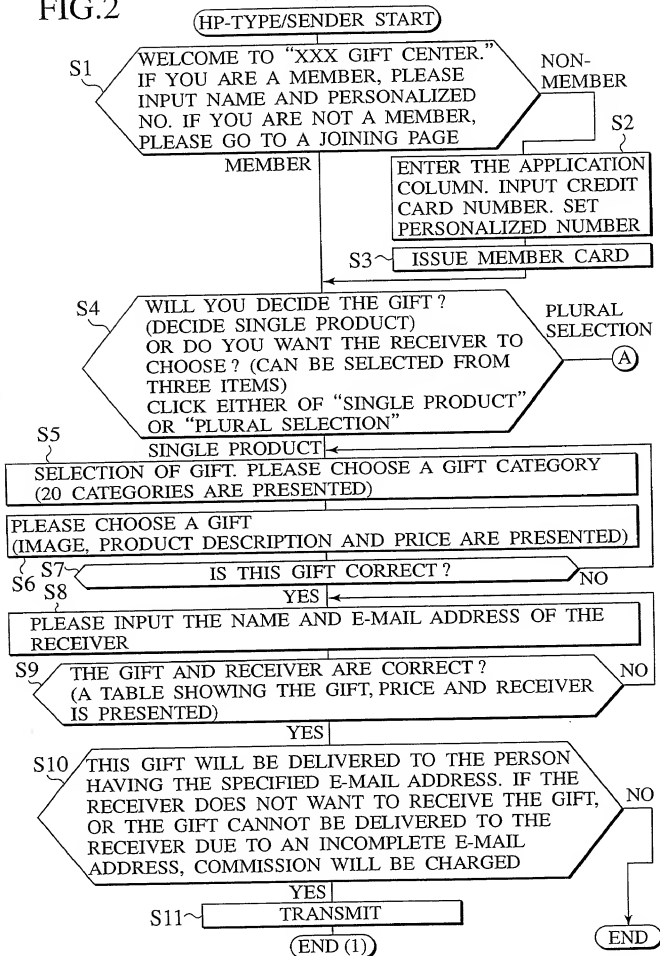 FIG.2
HP-TYPE/SENDER START
S1
WELCOME TO “XXX GIFT CENTER.”
IF YOU ARE A MEMBER, PLEASE
INPUT NAME AND PERSONALIZED
NO. IF YOU ARE NOT A MEMBER,
PLEASE GO TO A JOINING PAGE
NON-
MEMBER
MEMBER
S2
ENTER THE APPLICATION
COLUMN. INPUT CREDIT
CARD NUMBER. SET
PERSONALIZED NUMBER
S3
ISSUE MEMBER CARD
S4
WILL YOU DECIDE THE GIFT?
(DECIDE SINGLE PRODUCT)
OR DO YOU WANT THE RECEIVER TO
CHOOSE? (CAN BE SELECTED FROM
THREE ITEMS)
CLICK EITHER OF “SINGLE PRODUCT”
OR “PLURAL SELECTION”
PLURAL
SELECTION
A
SINGLE PRODUCT
S5
SELECTION OF GIFT. PLEASE CHOOSE A GIFT CATEGORY
(20 CATEGORIES ARE PRESENTED)
PLEASE CHOOSE A GIFT
(IMAGE, PRODUCT DESCRIPTION AND PRICE ARE PRESENTED)
S6
S7
IS THIS GIFT CORRECT?
NO
YES
S8
PLEASE INPUT THE NAME AND E-MAIL ADDRESS OF THE
RECEIVER
S9
THE GIFT AND RECEIVER ARE CORRECT?
(A TABLE SHOWING THE GIFT, PRICE AND RECEIVER
IS PRESENTED)
NO
YES
S10
THIS GIFT WILL BE DELIVERED TO THE PERSON
HAVING THE SPECIFIED E-MAIL ADDRESS. IF THE
RECEIVER DOES NOT WANT TO RECEIVE THE GIFT,
OR THE GIFT CANNOT BE DELIVERED TO THE
RECEIVER DUE TO AN INCOMPLETE E-MAIL
ADDRESS, COMMISSION WILL BE CHARGED
NO
YES
S11
TRANSMIT
END (1)
END